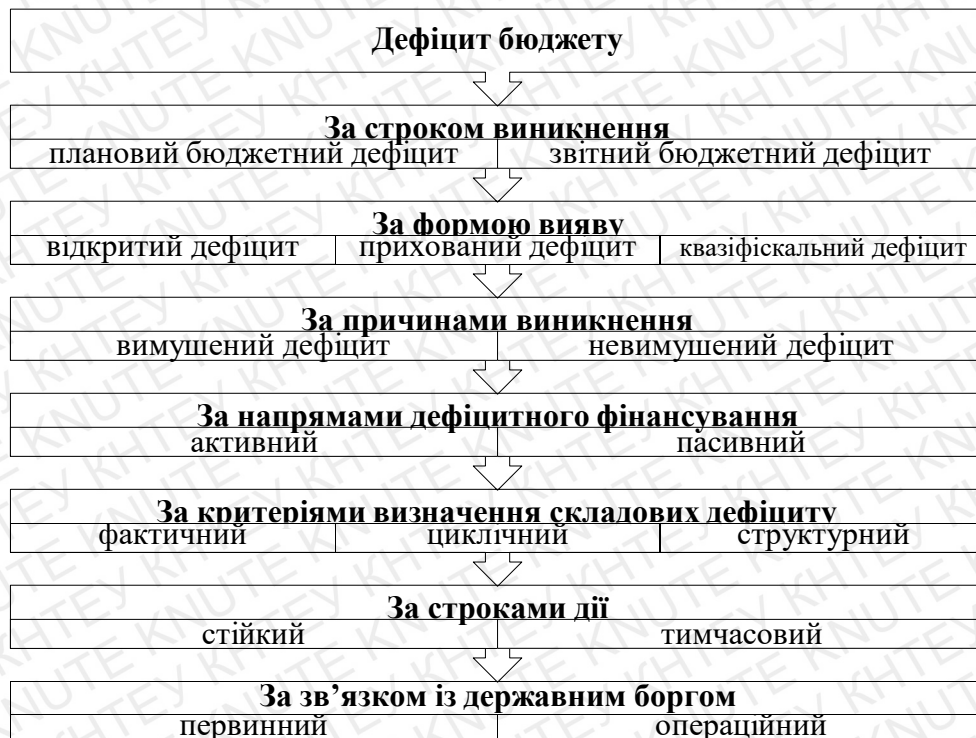 Дефіцит бюджету
За строком виникнення
плановий бюджетний дефіцит звітний бюджетний дефіцит
За формою вияву
відкритий дефіцит прихований дефіцит квазіфіскальний дефіцит
За причинами виникнення
вимушений дефіцит невимушений дефіцит
За напрямами дефіцитного фінансування
активний пасивний
За критеріями визначення складових дефіциту
фактичний циклічний структурний
За строками дії
стійкий тимчасовий
За зв’язком із державним боргом
первинний операційний